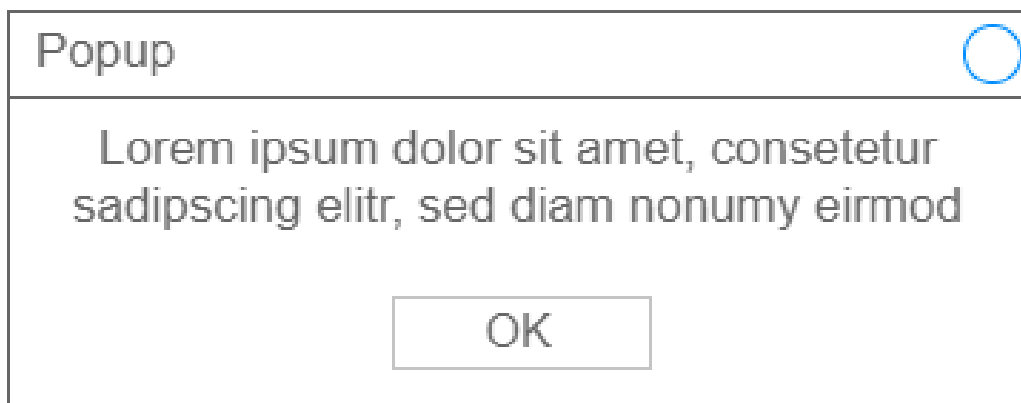 Popup
Lorem ipsum dolor sit amet, consetetur
sadipscing elitr, sed diam nonumy eirmod
OK